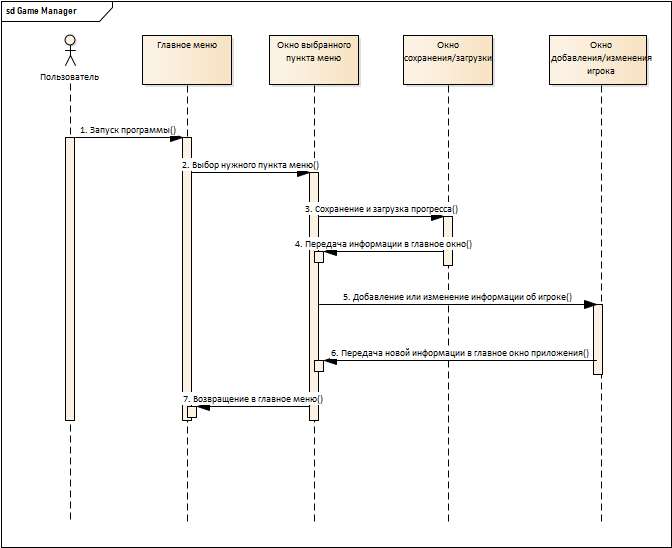 sd Game Manager
Пользователь
Главное меню
Окно выбранного
пункта меню
Окно
сохранения/загрузки
Окно
добавления/изменения
игрока
1. Запуск программы()
2. Выбор нужного пункта меню()
3. Сохранение и загрузка прогресса()
4. Передача информации в главное окно()
5. Добавление или изменение информации об игроке()
6. Передача новой информации в главное окно приложения()
7. Возвращение в главное меню()